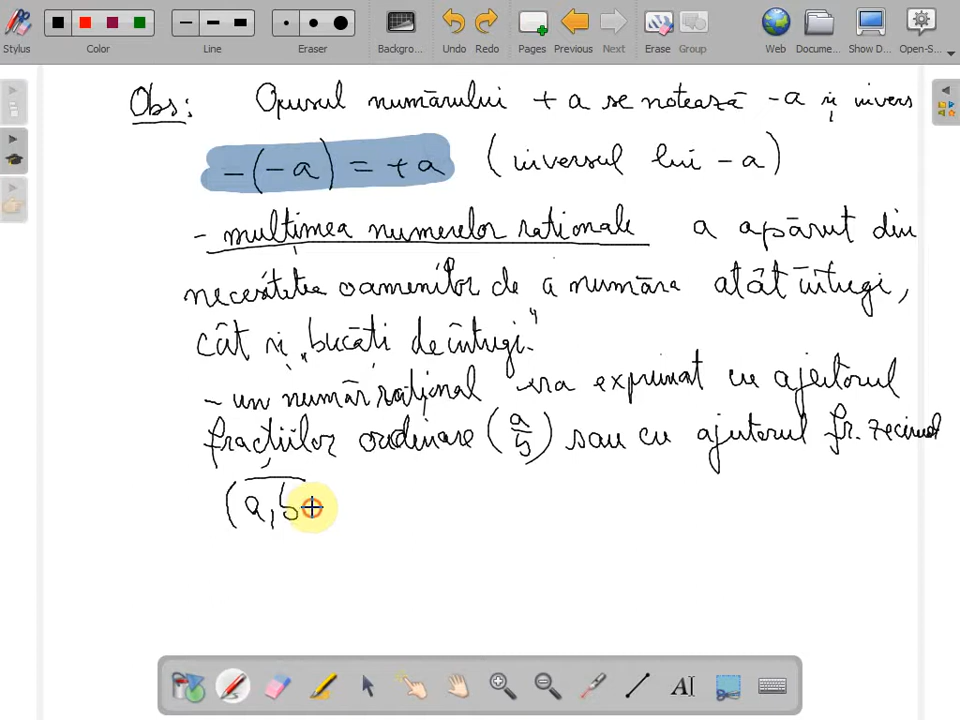 Stylus
Color
Line
Eraser
Backgro...
Undo
Redo
Pages
Previous
Next
Erase
Group
Web
Docume...
Show D...
Open-S...
Obs: Opusul numărului + a se notează -a și invers
-(-a) = +a (inversul lui -a)
- mulțimea numerelor raționale a apărut din
necesitatea oamenilor de a număra atât întregi,
cât și „bucăți de întregi."
- un număr rațional era exprimat cu ajutorul
fracțiilor ordinare (a/b) sau cu ajutorul fr. zecimal
(a,b